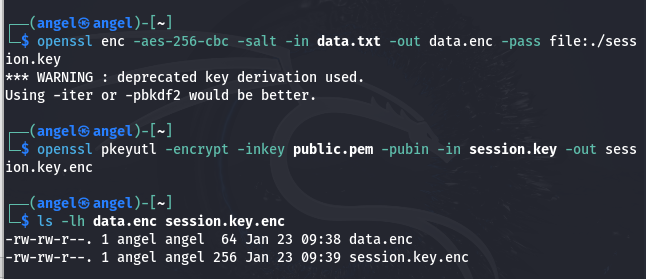 ┌──(angel㉿angel)-[~]
└─$ openssl enc -aes-256-cbc -salt -in data.txt -out data.enc -pass file:./sess
ion.key
*** WARNING : deprecated key derivation used.
Using -iter or -pbkdf2 would be better.
┌──(angel㉿angel)-[~]
└─$ openssl pkeyutl -encrypt -inkey public.pem -pubin -in session.key -out sess
ion.key.enc
┌──(angel㉿angel)-[~]
└─$ ls -lh data.enc session.key.enc
-rw-rw-r--. 1 angel angel  64 Jan 23 09:38 data.enc
-rw-rw-r--. 1 angel angel 256 Jan 23 09:39 session.key.enc